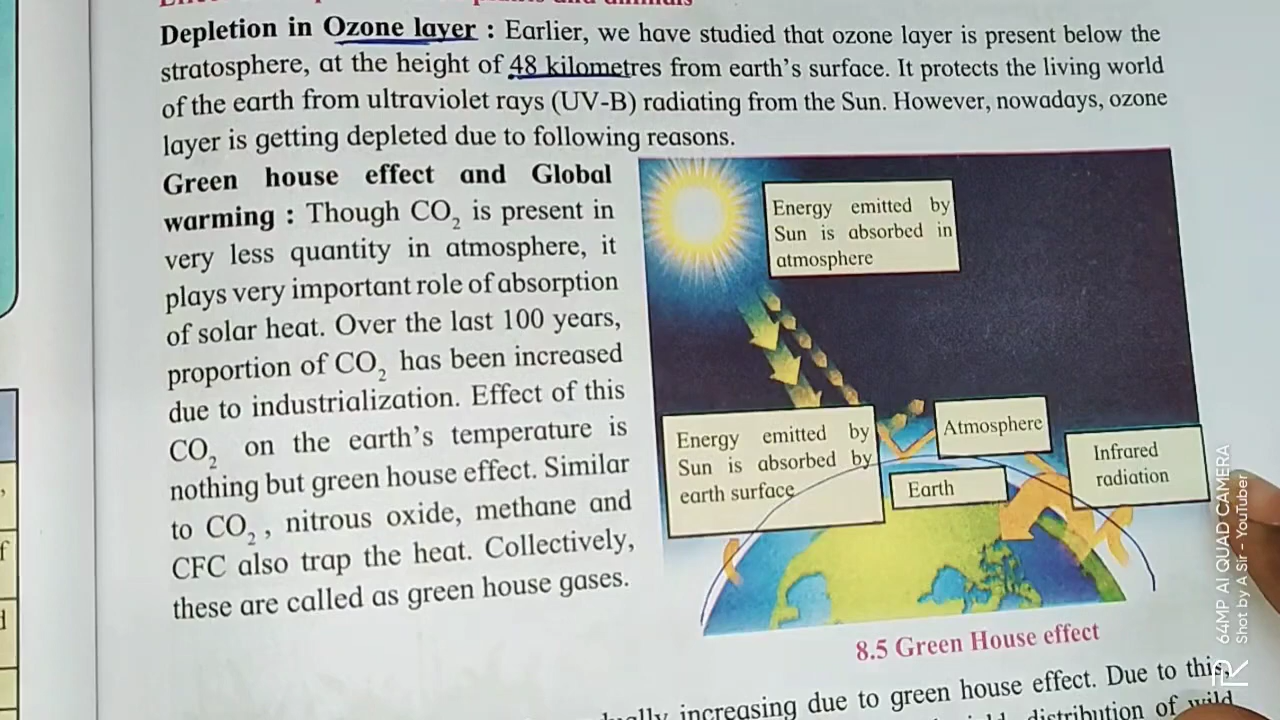 Depletion in Ozone layer : Earlier, we have studied that ozone layer is present below the
stratosphere, at the height of 48 kilometres from earth's surface. It protects the living world
of the earth from ultraviolet rays (UV-B) radiating from the Sun. However, nowadays, ozone
layer is getting depleted due to following reasons.
Green house effect and Global
warming : Though CO₂ is present in
very less quantity in atmosphere, it
plays very important role of absorption
of solar heat. Over the last 100 years,
proportion of CO₂ has been increased
due to industrialization. Effect of this
CO₂ on the earth's temperature is
nothing but green house effect. Similar
to CO₂, nitrous oxide, methane and
CFC also trap the heat. Collectively,
these are called as green house gases.
Energy emitted by
Sun is absorbed in
atmosphere
Energy emitted by
Sun is absorbed by
earth surface
Atmosphere
Earth
Infrared
radiation
8.5 Green House effect
increasing due to green house effect. Due to this,
distribution of wild
64MP AI QUAD CAMERA
Shot by A Sir - YouTuber